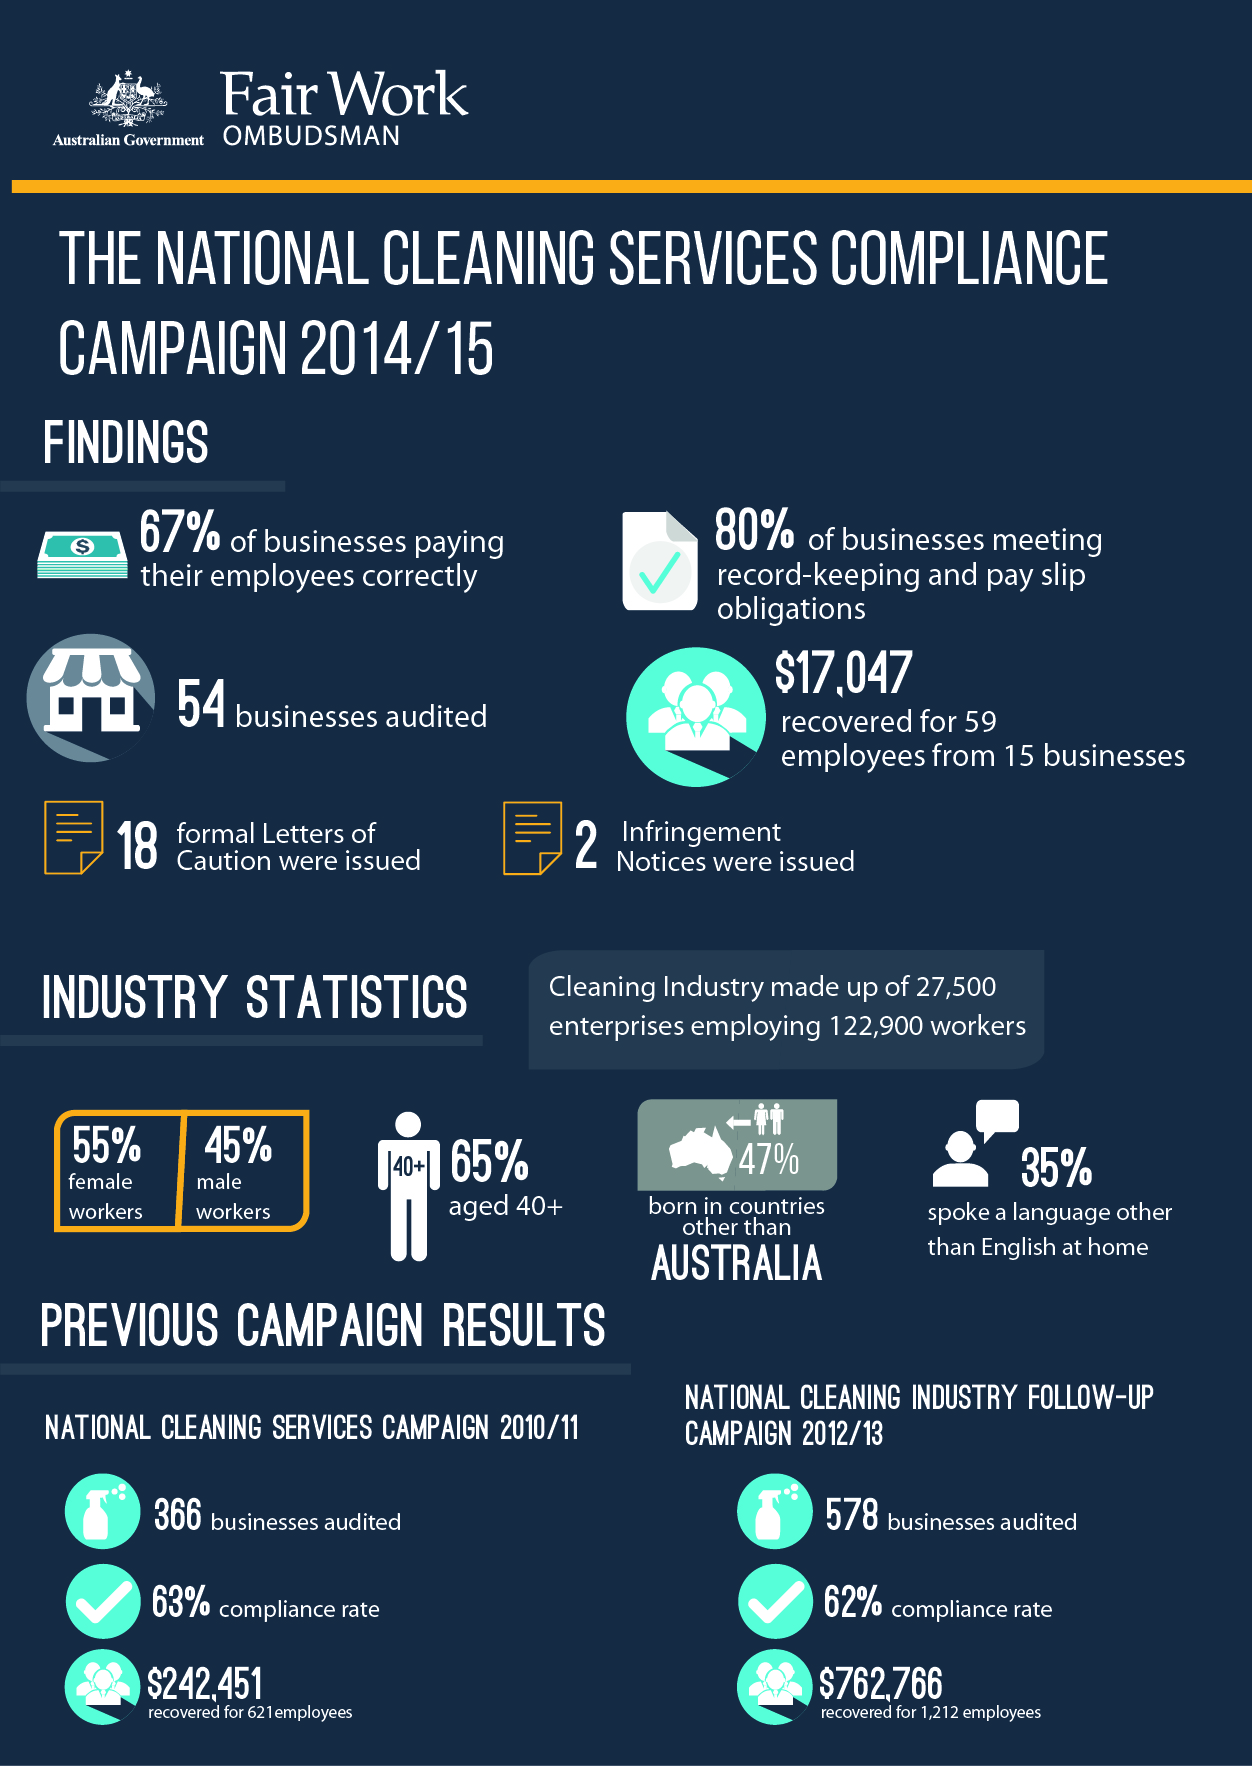 Australian Government
Fair Work
OMBUDSMAN
THE NATIONAL CLEANING SERVICES COMPLIANCE
CAMPAIGN 2014/15
FINDINGS
$
67% of businesses paying
their employees correctly
80% of businesses meeting
record-keeping and pay slip
obligations
54 businesses audited
$17,047
recovered for 59
employees from 15 businesses
18 formal Letters of
Caution were issued
2 Infringement
Notices were issued
INDUSTRY STATISTICS
Cleaning Industry made up of 27,500
enterprises employing 122,900 workers
55%
female
workers
45%
male
workers
40+
65%
aged 40+
47%
born in countries
other than
AUSTRALIA
35%
spoke a language other
than English at home
PREVIOUS CAMPAIGN RESULTS
NATIONAL CLEANING SERVICES CAMPAIGN 2010/11
366 businesses audited
63% compliance rate
$242,451
recovered for 621employees
NATIONAL CLEANING INDUSTRY FOLLOW-UP
CAMPAIGN 2012/13
578 businesses audited
62% compliance rate
$762,766
recovered for 1,212 employees